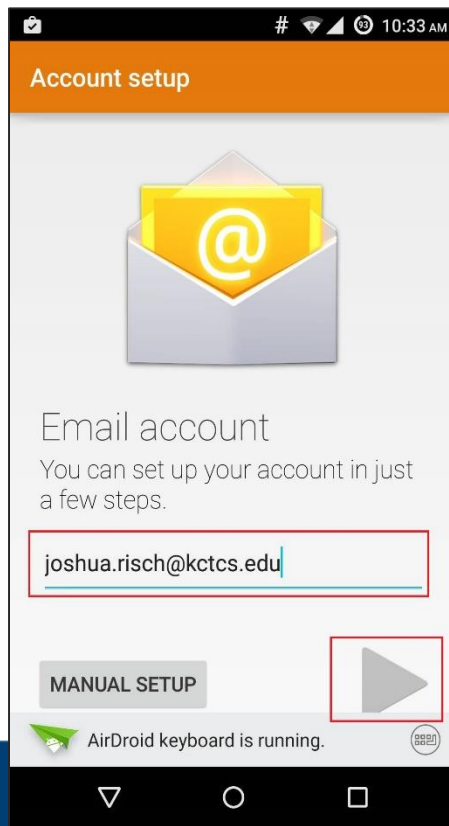 # 93 10:33 AM
Account setup
@
Email account
You can set up your account in just
a few steps.
joshua.risch@kctcs.edu
MANUAL SETUP
AirDroid keyboard is running.